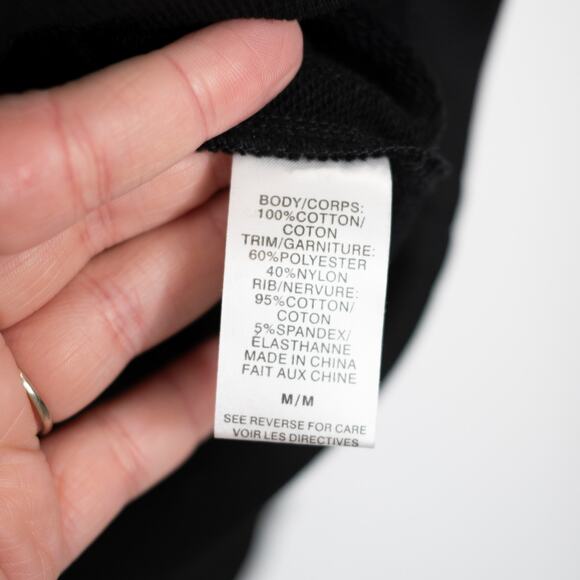 BODY/CORPS:
100%COTTON/
COTON
TRIM/GARNITURE:
60%POLYESTER
40%NYLON
RIB/NERVURE:
95%COTTON/
COTON
5%SPANDEX/
ÉLASTHANNE
MADE IN CHINA
FAIT AUX CHINE
M/M
SEE REVERSE FOR CARE
VOIR LES DIRECTIVES